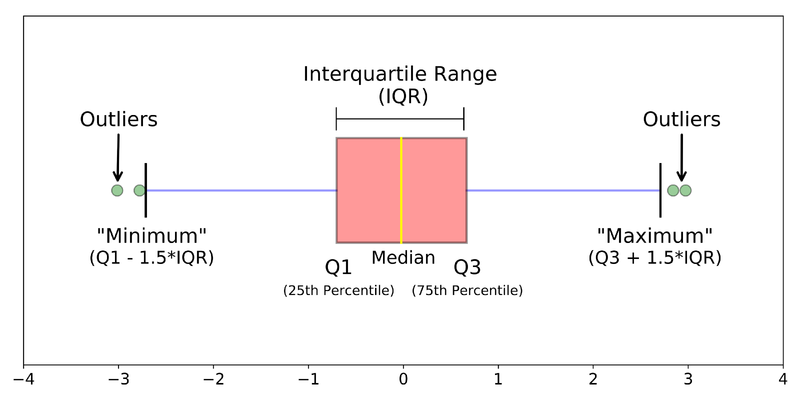 Interquartile Range
(IQR)
Outliers
Outliers
"Minimum"
(Q1 - 1.5*IQR)
"Maximum"
(Q3 + 1.5*IQR)
Median
Q1
Q3
(25th Percentile)
(75th Percentile)
−4
−3
−2
−1
0
1
2
3
4